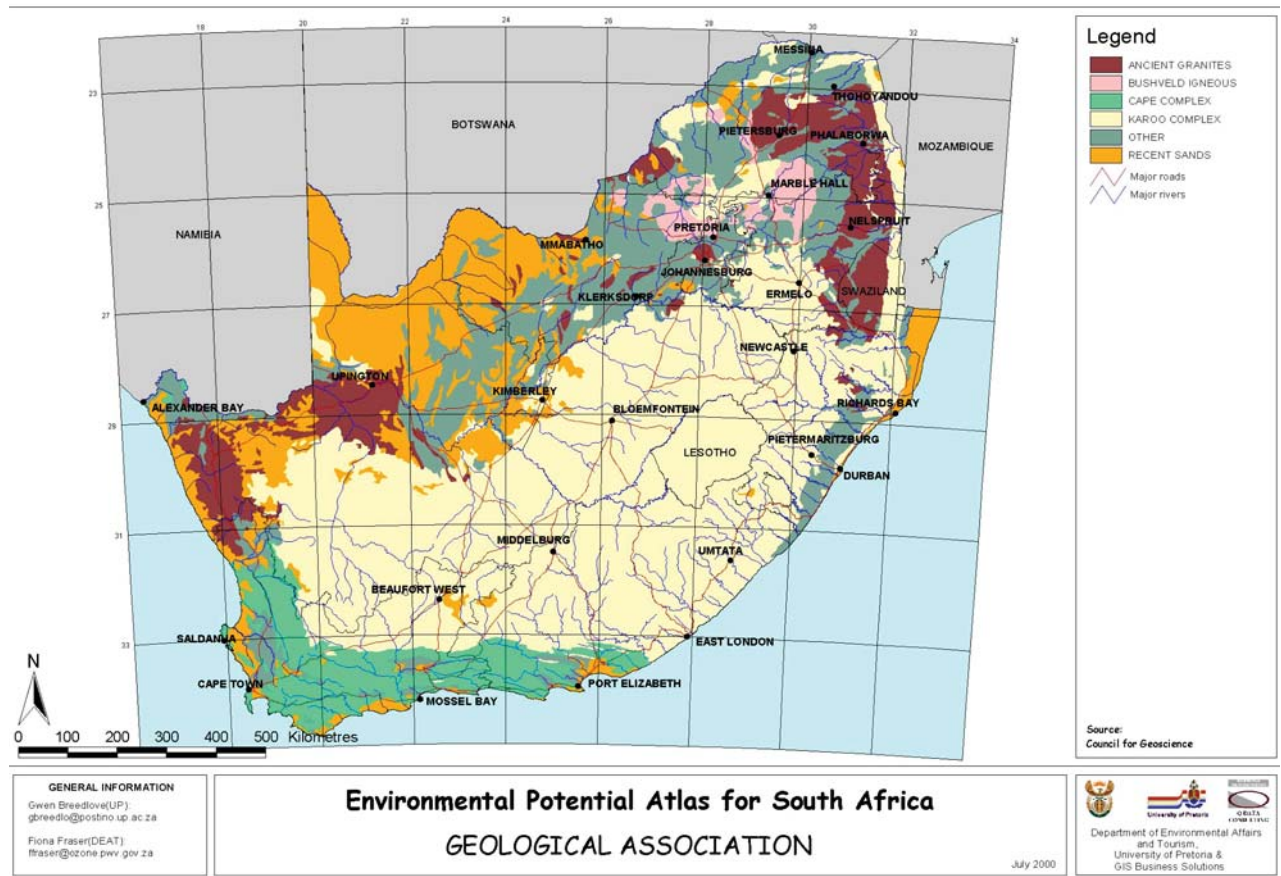 18
20
22
24
26
28
30
32
34
23
25
27
29
31
33
BOTSWANA
NAMIBIA
MOZAMBIQUE
MESSINA
THOHOYANDOU
PIETERSBURG
PHALABORWA
MARBLE HALL
NELSPRUIT
PRETORIA
MMABATHO
JOHANNESBURG
KLERKSDORP
ERMELO
SWAZILAND
NEWCASTLE
UPINGTON
KIMBERLEY
ALEXANDER BAY
BLOEMFONTEIN
RICHARDS BAY
LESOTHO
PIETERMARITZBURG
DURBAN
MIDDELBURG
UMTATA
BEAUFORT WEST
SALDANHA
EAST LONDON
CAPE TOWN
PORT ELIZABETH
MOSSEL BAY
N
0 100 200 300 400 500 Kilometres
Legend
ANCIENT GRANITES
BUSHVELD IGNEOUS
CAPE COMPLEX
KAROO COMPLEX
OTHER
RECENT SANDS
Major roads
Major rivers
Source:
Council for Geoscience
GENERAL INFORMATION
Gwen Breedlove(UP):
gbreedlo@postino.up.ac.za
Fiona Fraser(DEAT):
ffraser@ozone.pwv.gov.za
Environmental Potential Atlas for South Africa
GEOLOGICAL ASSOCIATION
July 2000
University of Pretoria
Department of Environmental Affairs
and Tourism,
University of Pretoria &
GIS Business Solutions